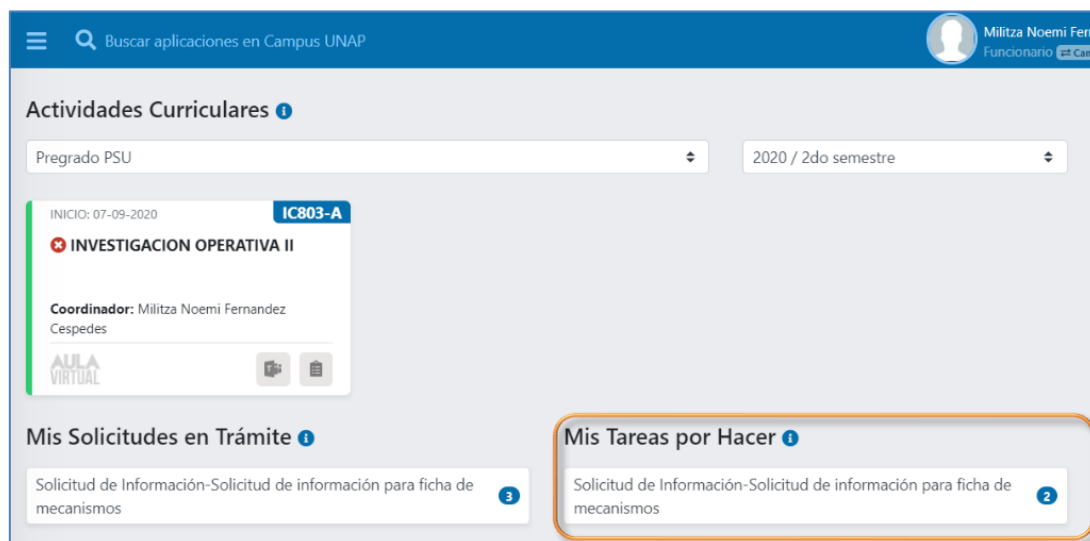 Buscar aplicaciones en Campus UNAP
Militza Noemi Fer
Funcionario Cam
Actividades Curriculares
Pregrado PSU
2020 / 2do semestre
INICIO: 07-09-2020
IC803-A
INVESTIGACION OPERATIVA II
Coordinador: Militza Noemi Fernandez
Cespedes
AULA
VIRTUAL
Mis Solicitudes en Trámite
Solicitud de Información-Solicitud de información para ficha de
mecanismos
3
Mis Tareas por Hacer
Solicitud de Información-Solicitud de información para ficha de
mecanismos
2